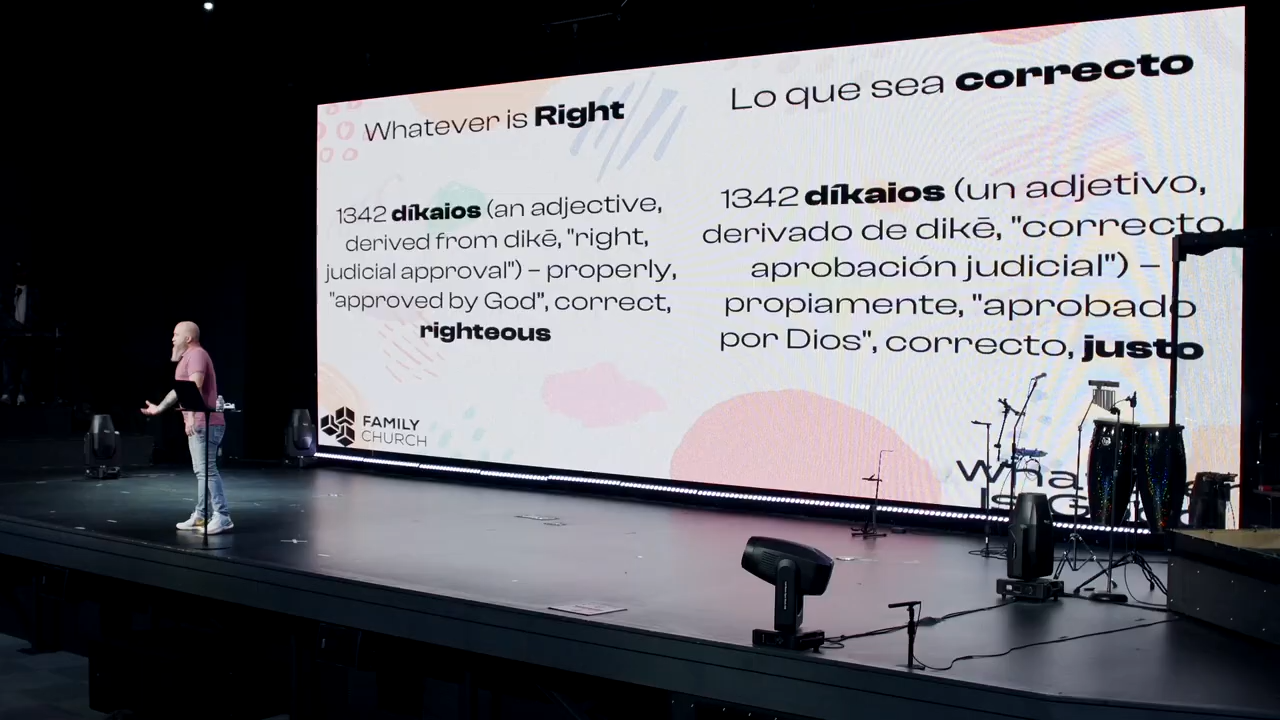 Whatever is Right
1342 díkaios (an adjective,
derived from dikē, "right,
judicial approval") – properly,
"approved by God", correct,
righteous
FAMILY
CHURCH
Lo que sea correcto
1342 díkaios (un adjetivo,
derivado de dikē, "correcto,
aprobación judicial") –
propiamente, "aprobado
por Dios", correcto, justo